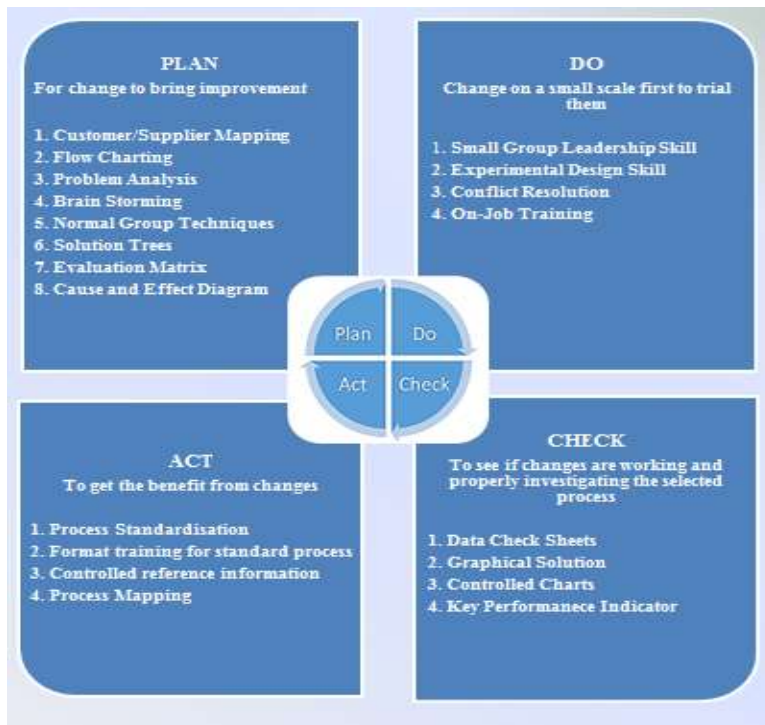 PLAN
For change to bring improvement
1. Customer/Supplier Mapping
2. Flow Charting
3. Problem Analysis
4. Brain Storming
5. Normal Group Techniques
6. Solution Trees
7. Evaluation Matrix
8. Cause and Effect Diagram
DO
Change on a small scale first to trial
them
1. Small Group Leadership Skill
2. Experimental Design Skill
3. Conflict Resolution
4. On-Job Training
Plan
Do
Act
Check
ACT
To get the benefit from changes
1. Process Standardisation
2. Format training for standard process
3. Controlled reference information
4. Process Mapping
CHECK
To see if changes are working and
properly investigating the selected
process
1. Data Check Sheets
2. Graphical Solution
3. Controlled Charts
4. Key Performanece Indicator